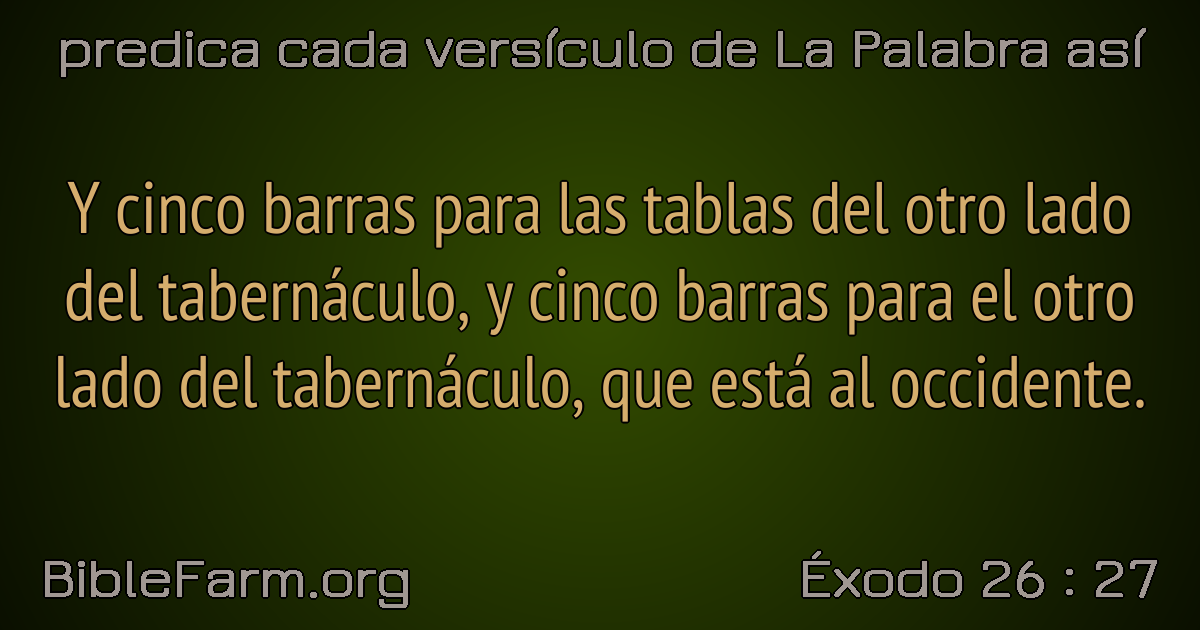 predica cada versículo de La Palabra así
Y cinco barras para las tablas del otro lado
del tabernáculo, y cinco barras para el otro
lado del tabernáculo, que está al occidente.
BibleFarm.org
Éxodo 26 : 27